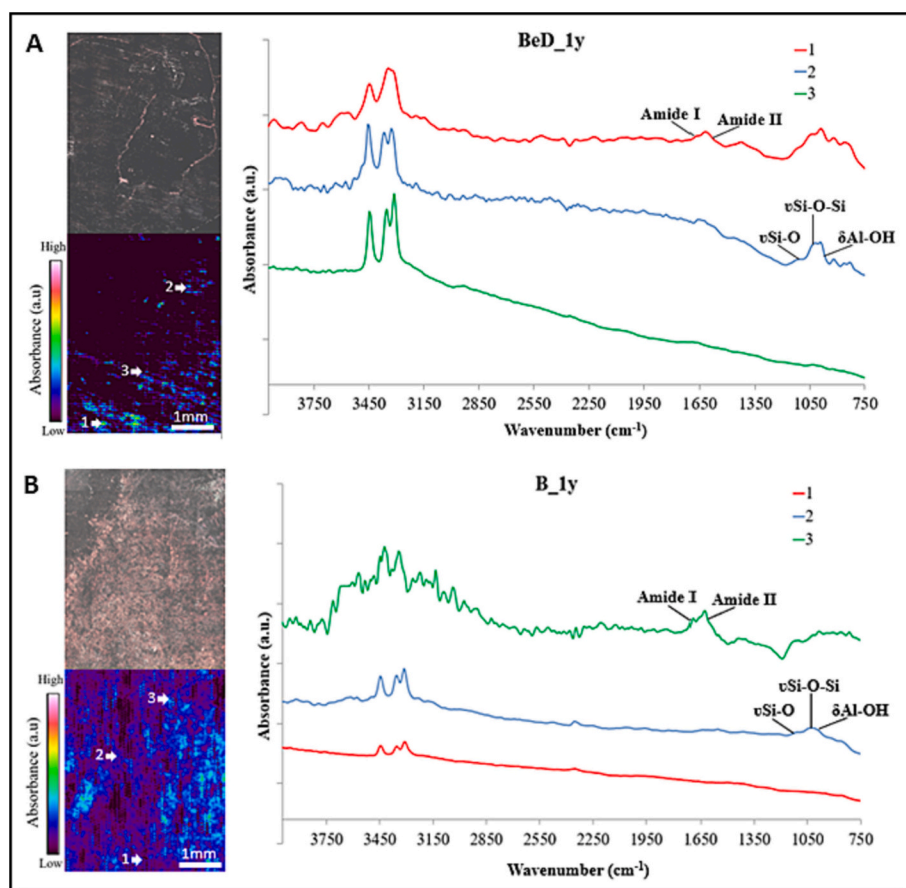 A
BeD_1y
1
2
3
Amide I
Amide II
υSi-O-Si
υSi-O
δAl-OH
High
Absorbance (a.u)
Low
2
3
1
1mm
Absorbance (a.u.)
3750 3450 3150 2850 2550 2250 1950 1650 1350 1050 750
Wavenumber (cm-1)
B
B_1y
1
2
3
Amide I
Amide II
υSi-O-Si
υSi-O
δAl-OH
High
Absorbance (a.u)
Low
3
2
1
1mm
Absorbance (a.u.)
3750 3450 3150 2850 2550 2250 1950 1650 1350 1050 750
Wavenumber (cm-1)